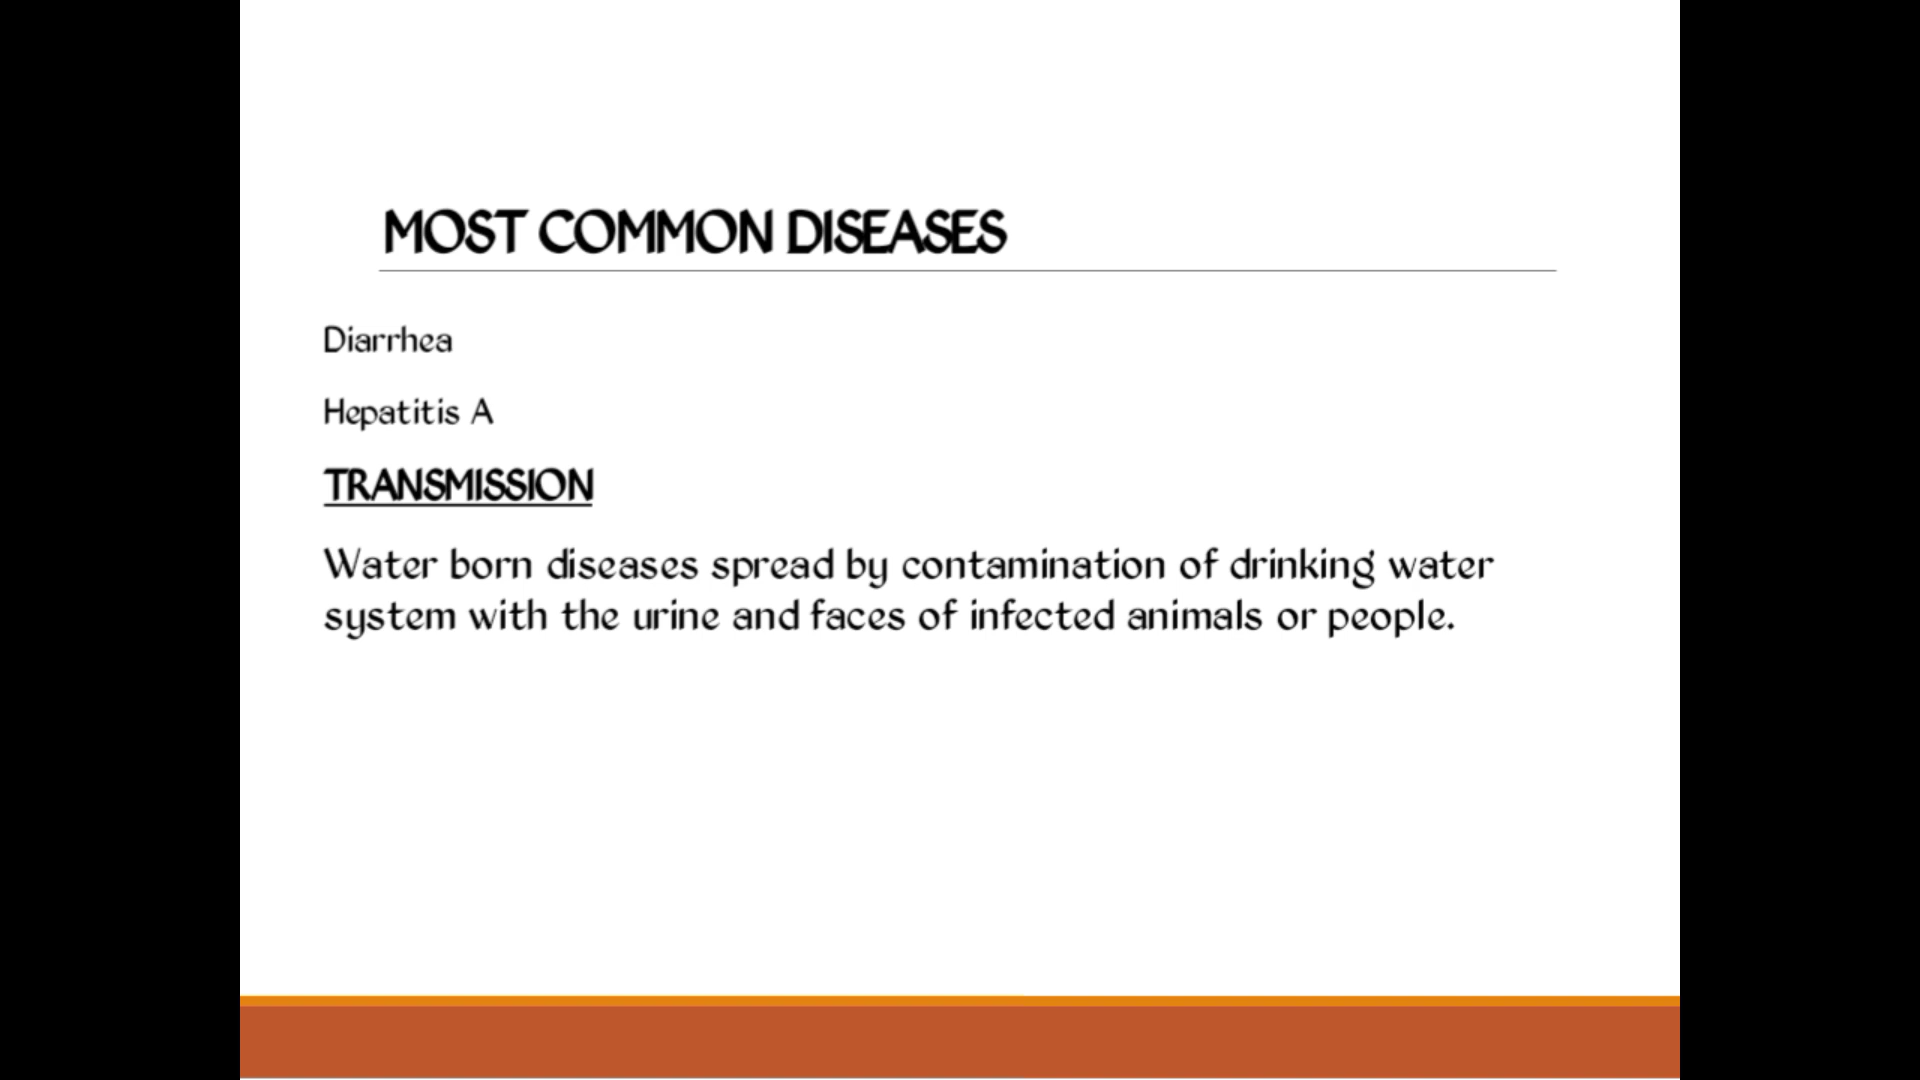 MOST COMMON DISEASES
Diarrhea
Hepatitis A
TRANSMISSION
Water born diseases spread by contamination of drinking water
system with the urine and faces of infected animals or people.